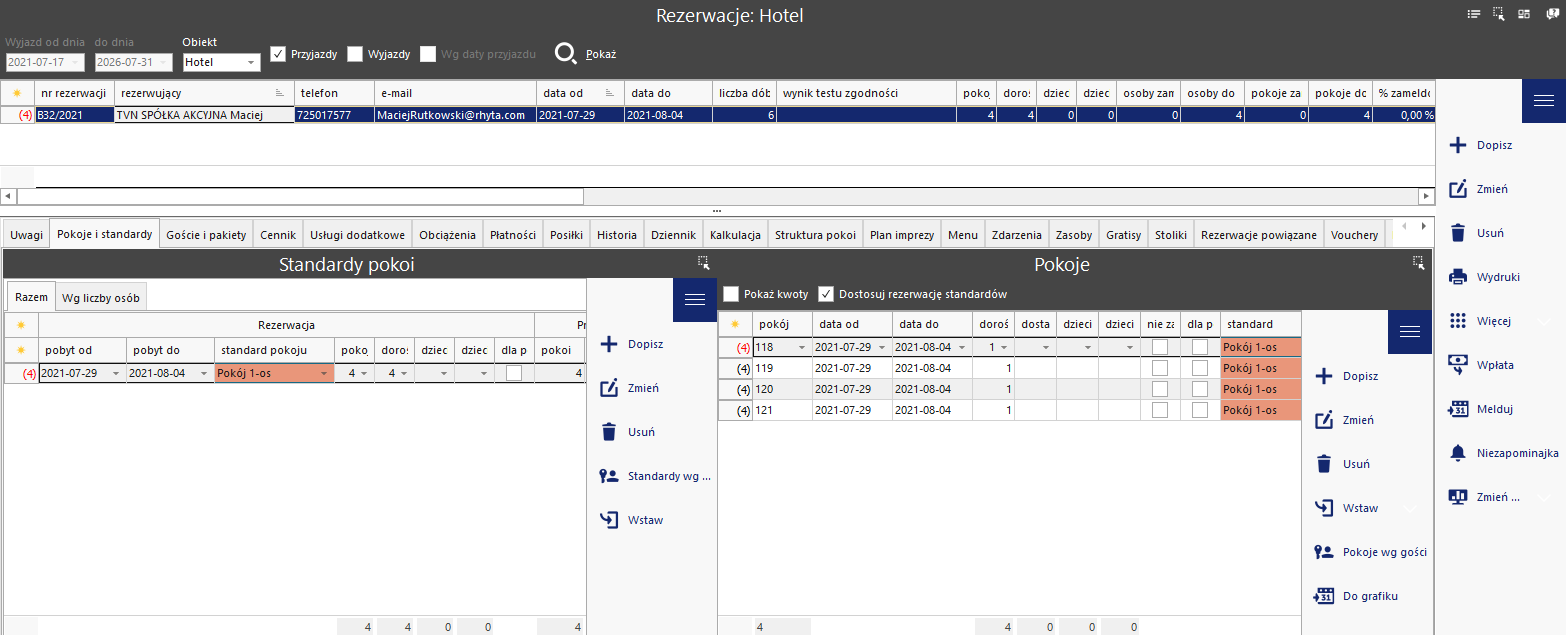 Rezerwacje: Hotel
Wyjazd od dnia do dnia Obiekt
2021-07-17 2026-07-31 Hotel Przyjazdy Wyjazdy Wg daty przyjazdu Pokaż
nr rezerwacji rezerwujący telefon e-mail data od data do liczba dób wynik testu zgodności poko doros dziec dziec osoby zam osoby do pokoje za pokoje do % zameldo
(4) B32/2021 TVN SPÓŁKA AKCYJNA Maciej 725017577 MaciejRutkowski@rhyta.com 2021-07-29 2021-08-04 6 4 4 0 0 0 4 0 4 0,00 %
Dopisz
Zmień
Usuń
Wydruki
Więcej
Wpłata
Melduj
Niezapominajka
Zmień ...
Uwagi Pokoje i standardy Goście i pakiety Cennik Usługi dodatkowe Obciążenia Płatności Posiłki Historia Dziennik Kalkulacja Struktura pokoi Plan imprezy Menu Zdarzenia Zasoby Gratisy Stoliki Rezerwacje powiązane Vouchery
Standardy pokoi
Razem Wg liczby osób
Rezerwacja Pr
pobyt od pobyt do standard pokoju poko doros dziec dziec dla p pokoi
(4) 2021-07-29 2021-08-04 Pokój 1-os 4 4 4
4 4 0 0 4
Dopisz
Zmień
Usuń
Standardy wg ...
Wstaw
Pokoje
Pokaż kwoty Dostosuj rezerwację standardów
pokój data od data do doroś dosta dzieci dzieci nie za dla p standard
(4) 118 2021-07-29 2021-08-04 1 Pokój 1-os
(4) 119 2021-07-29 2021-08-04 1 Pokój 1-os
(4) 120 2021-07-29 2021-08-04 1 Pokój 1-os
(4) 121 2021-07-29 2021-08-04 1 Pokój 1-os
4 4 0 0 0
Dopisz
Zmień
Usuń
Wstaw
Pokoje wg gości
Do grafiku